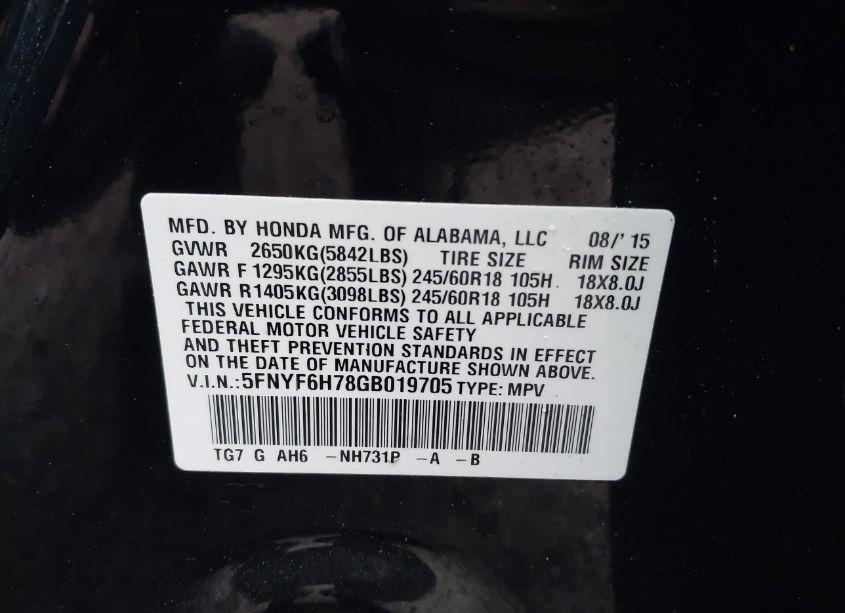 MFD. BY HONDA MFG. OF ALABAMA, LLC 08/' 15
GVWR 2650KG(5842LBS) TIRE SIZE RIM SIZE
GAWR F 1295KG(2855LBS) 245/60R18 105H 18X8.0J
GAWR R1405KG(3098LBS) 245/60R18 105H 18X8.0J
THIS VEHICLE CONFORMS TO ALL APPLICABLE
FEDERAL MOTOR VEHICLE SAFETY
AND THEFT PREVENTION STANDARDS IN EFFECT
ON THE DATE OF MANUFACTURE SHOWN ABOVE.
V.I.N.:5FNYF6H78GB019705 TYPE: MPV
TG7 G AH6 -NH731P -A -B